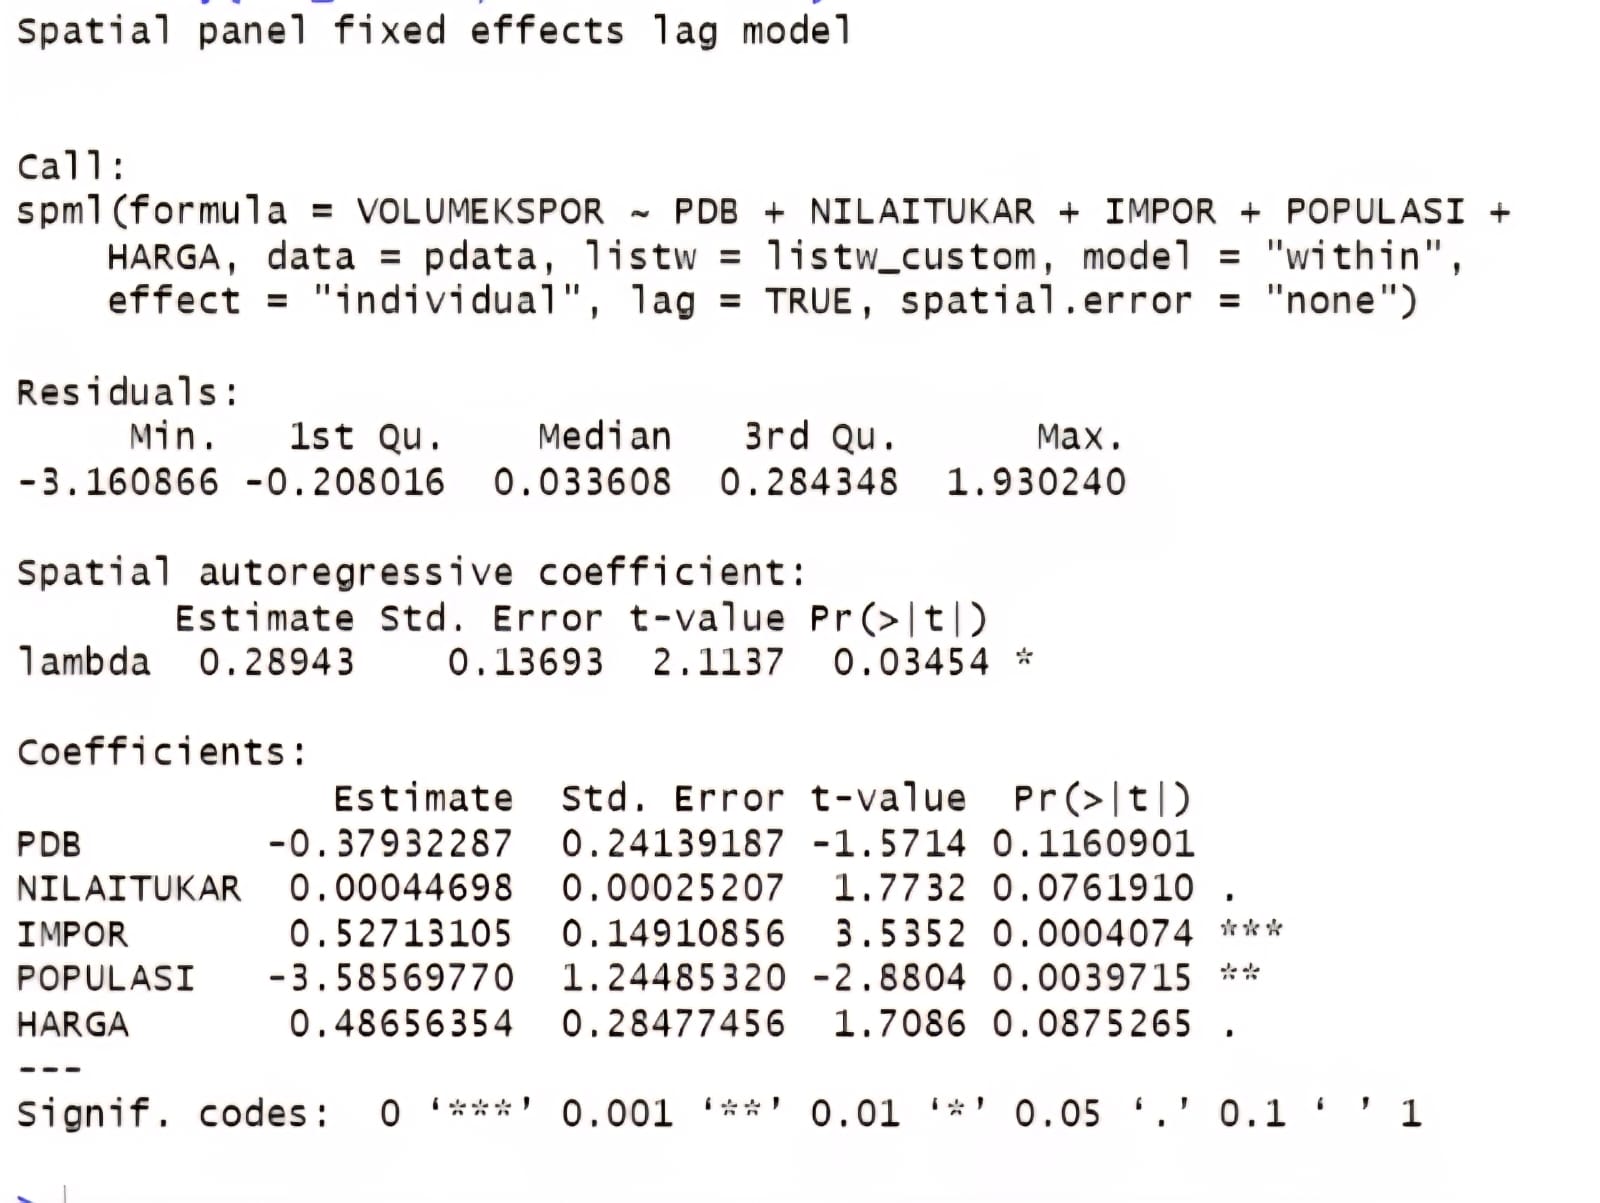 Spatial panel fixed effects lag model
Call:
spml(formula = VOLUMEKSPOR ~ PDB + NILAITUKAR + IMPOR + POPULASI +
    HARGA, data = pdata, listw = listw_custom, model = "within",
    effect = "individual", lag = TRUE, spatial.error = "none")
Residuals:
     Min.   1st Qu.    Median   3rd Qu.      Max.
-3.160866 -0.208016  0.033608  0.284348  1.930240
Spatial autoregressive coefficient:
       Estimate Std. Error t-value Pr(>|t|)
lambda  0.28943    0.13693  2.1137  0.03454 *
Coefficients:
              Estimate  Std. Error t-value  Pr(>|t|)
PDB        -0.37932287  0.24139187 -1.5714 0.1160901
NILAITUKAR  0.00044698  0.00025207  1.7732 0.0761910 .
IMPOR       0.52713105  0.14910856  3.5352 0.0004074 ***
POPULASI   -3.58569770  1.24485320 -2.8804 0.0039715 **
HARGA       0.48656354  0.28477456  1.7086 0.0875265 .
---
Signif. codes:  0 ‘***’ 0.001 ‘**’ 0.01 ‘*’ 0.05 ‘.’ 0.1 ‘ ’ 1
>